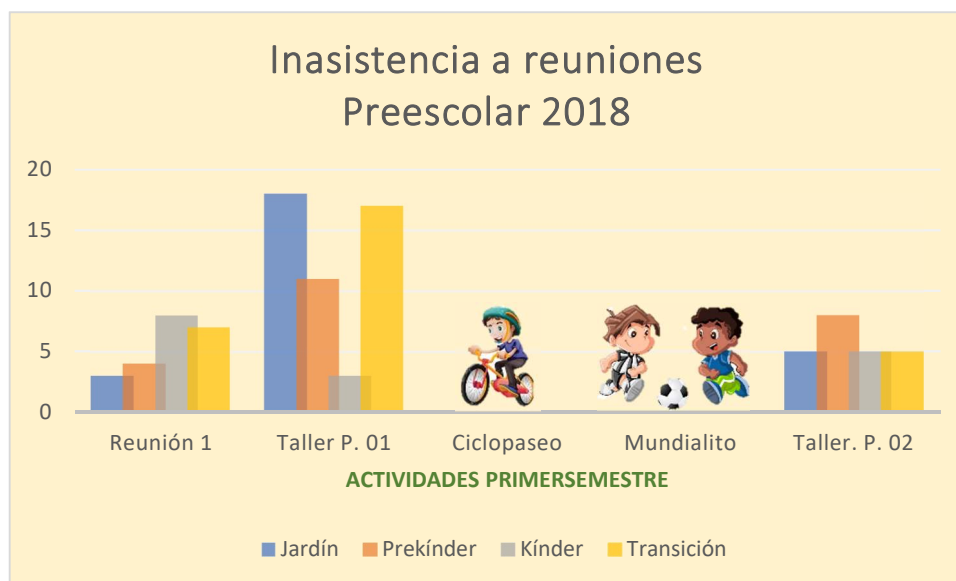 Inasistencia a reuniones
Preescolar 2018
20
15
10
5
0
Reunión 1 Taller P. 01 Ciclopaseo Mundialito Taller. P. 02
ACTIVIDADES PRIMERSEMESTRE
Jardín Prekínder Kínder Transición